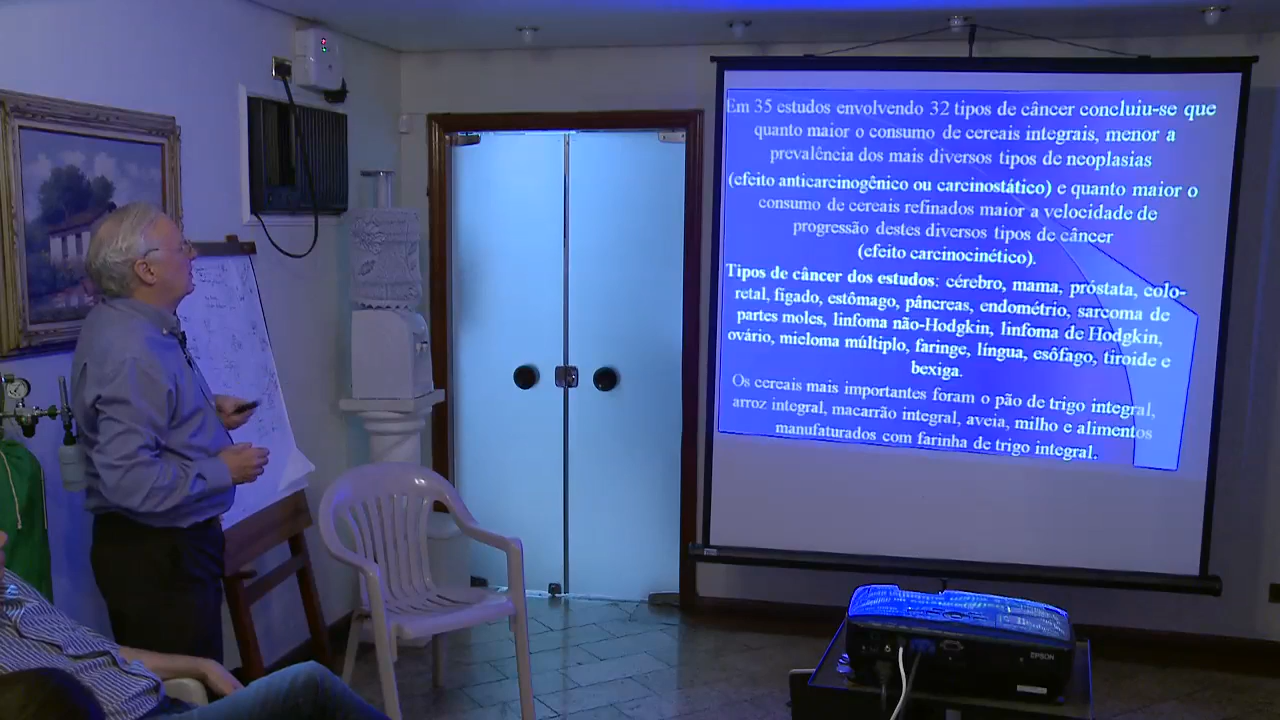 Em 35 estudos envolvendo 32 tipos de câncer concluiu-se que
quanto maior o consumo de cereais integrais, menor a
prevalência dos mais diversos tipos de neoplasias
(efeito anticarcinogênico ou carcinostático) e quanto maior o
consumo de cereais refinados maior a velocidade de
progressão destes diversos tipos de câncer
(efeito carcinocinético).
Tipos de câncer dos estudos: cérebro, mama, próstata, colo-
retal, figado, estômago, pâncreas, endométrio, sarcoma de
partes moles, linfoma não-Hodgkin, linfoma de Hodgkin,
ovário, mieloma múltiplo, faringe, língua, esôfago, tiroide e
bexiga.
Os cereais mais importantes foram o pão de trigo integral,
arroz integral, macarrão integral, aveia, milho e alimentos
manufaturados com farinha de trigo integral.
EPSON